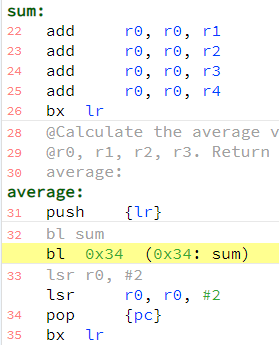 sum:
22 add r0, r0, r1
23 add r0, r0, r2
24 add r0, r0, r3
25 add r0, r0, r4
26 bx lr
28 @Calculate the average v
29 @r0, r1, r2, r3. Return
30 average:
average:
31 push {lr}
32 bl sum
bl 0x34 (0x34: sum)
33 lsr r0, #2
lsr r0, r0, #2
34 pop {pc}
35 bx lr